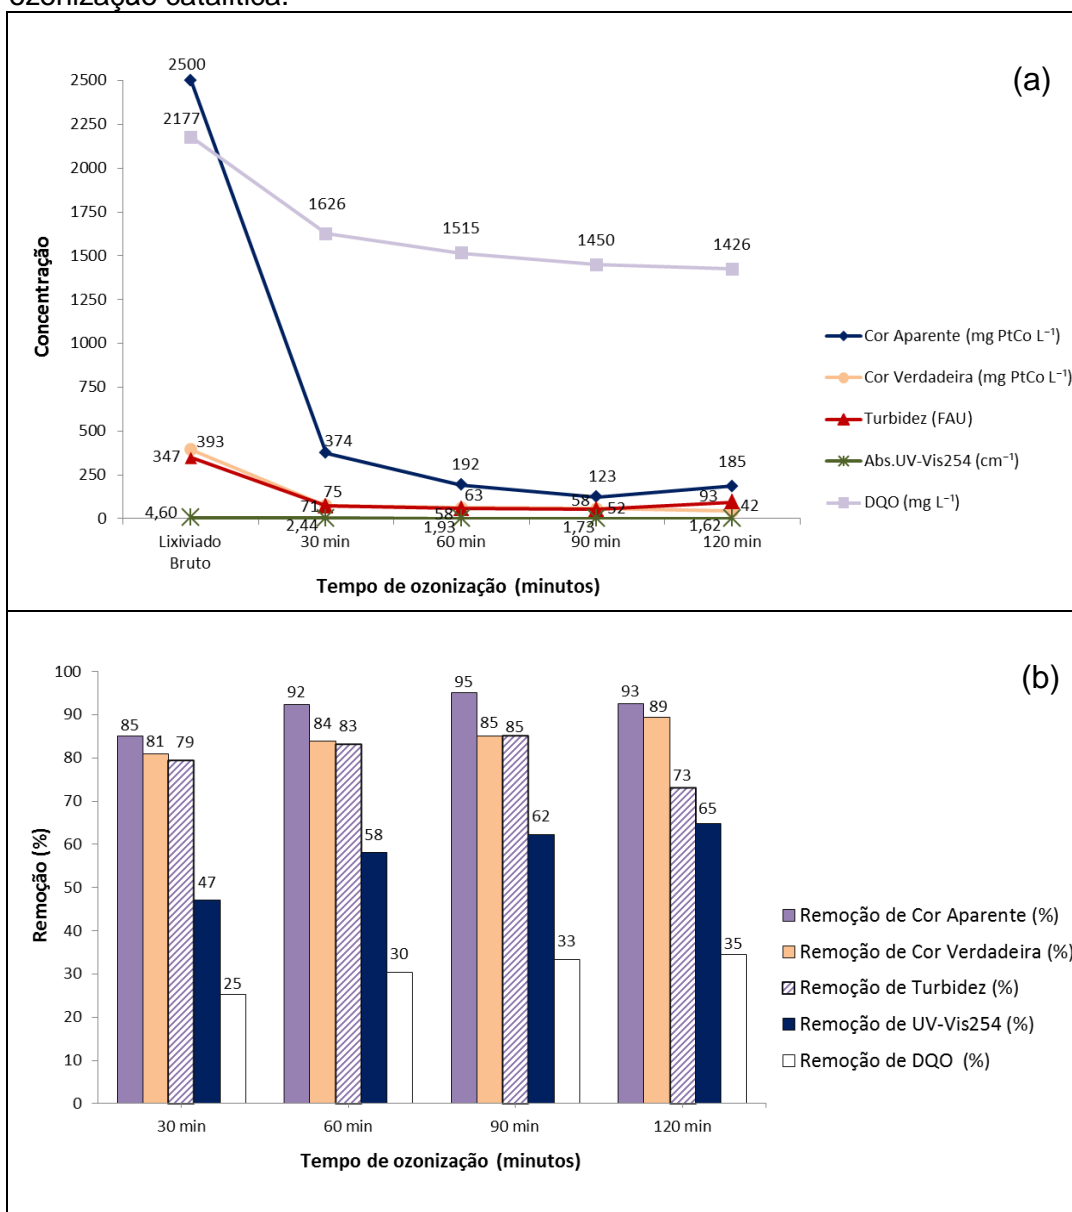 ozonização catalítica.
(a)
Concentração
2500
2250
2000
1750
1500
1250
1000
750
500
250
0
2500
2177
1626
1515
1450
1426
393
347
374
192
123
185
75
71
63
58
58
52
93
42
4,60
2,44
1,93
1,73
1,62
Lixiviado
Bruto
30 min
60 min
90 min
120 min
Tempo de ozonização (minutos)
Cor Aparente (mg PtCo L⁻¹)
Cor Verdadeira (mg PtCo L⁻¹)
Turbidez (FAU)
Abs.UV-Vis254 (cm⁻¹)
DQO (mg L⁻¹)
(b)
Remoção (%)
100
90
80
70
60
50
40
30
20
10
0
85
81
79
47
25
92
84
83
58
30
95
85
85
62
33
93
89
73
65
35
30 min
60 min
90 min
120 min
Tempo de ozonização (minutos)
Remoção de Cor Aparente (%)
Remoção de Cor Verdadeira (%)
Remoção de Turbidez (%)
Remoção de UV-Vis254 (%)
Remoção de DQO (%)